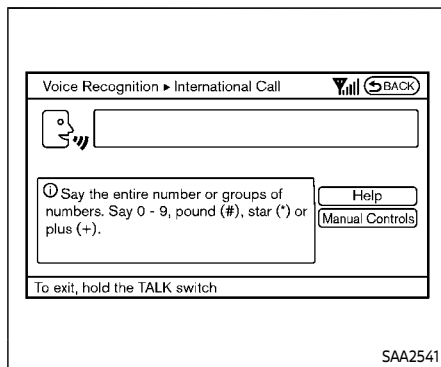 Voice Recognition ▸ International Call BACK
ⓘ Say the entire number or groups of
numbers. Say 0 - 9, pound (#), star (*) or
plus (+).
Help
Manual Controls
To exit, hold the TALK switch
SAA2541